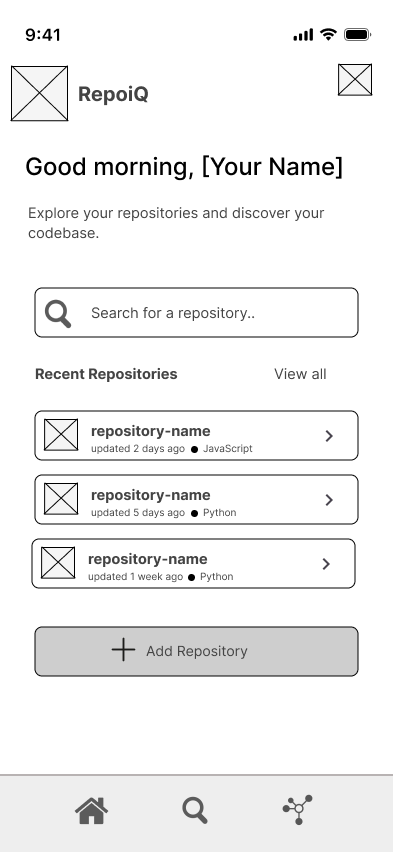 9:41
RepoiQ
Good morning, [Your Name]
Explore your repositories and discover your
codebase.
Search for a repository..
Recent Repositories View all
repository-name
updated 2 days ago ● JavaScript
repository-name
updated 5 days ago ● Python
repository-name
updated 1 week ago ● Python
Add Repository